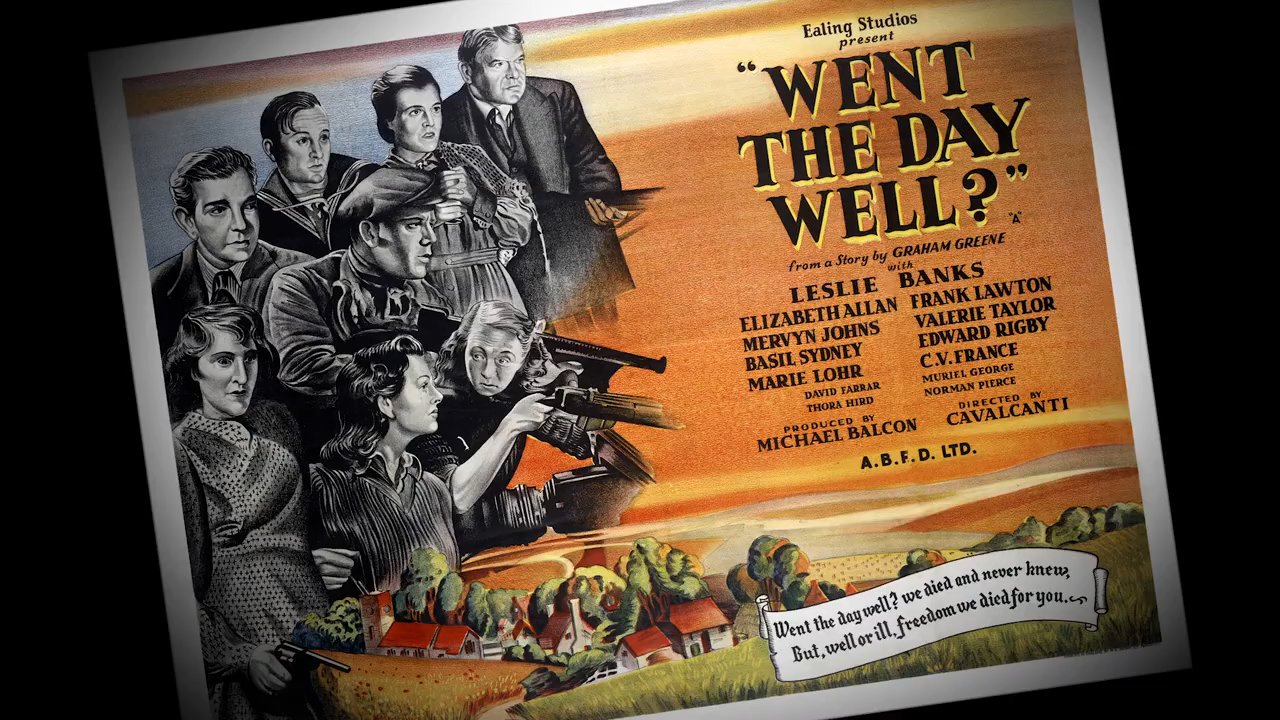 Ealing Studios
present
"WENT
THE DAY
WELL?"
"A"
from a Story by GRAHAM GREENE
with
LESLIE BANKS
ELIZABETH ALLAN FRANK LAWTON
MERVYN JOHNS VALERIE TAYLOR
BASIL SYDNEY EDWARD RIGBY
MARIE LOHR C.V. FRANCE
DAVID FARRAR MURIEL GEORGE
THORA HIRD NORMAN PIERCE
PRODUCED BY
MICHAEL BALCON
DIRECTED BY
CAVALCANTI
A.B.F.D. LTD.
Went the day well? we died and never knew,
But, well or ill, freedom we died for you.